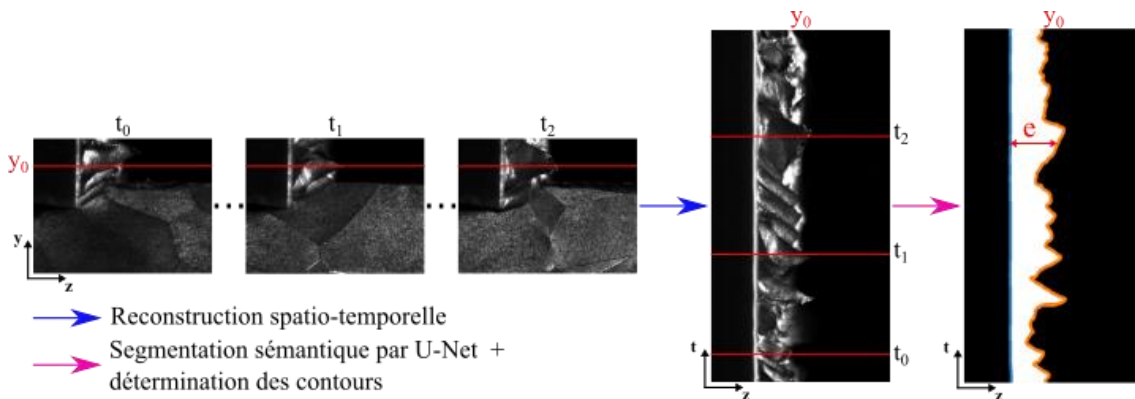 t₀ t₁ t₂
y₀
y
z
Reconstruction spatio-temporelle
Segmentation sémantique par U-Net +
détermination des contours
y₀
t₂
t₁
t₀
t
z
y₀
e
t
z